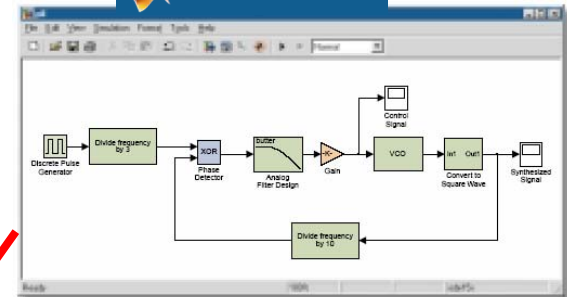 File Edit View Simulation Format Tools Help
Normal
Discrete Pulse
Generator
Divide frequency
by 3
XOR
Phase
Detector
butter
Analog
Filter Design
-K-
Gain
Control
Signal
VCO
In1 Out1
Convert to
Square Wave
Synthesized
Signal
Divide frequency
by 10
Ready
100%